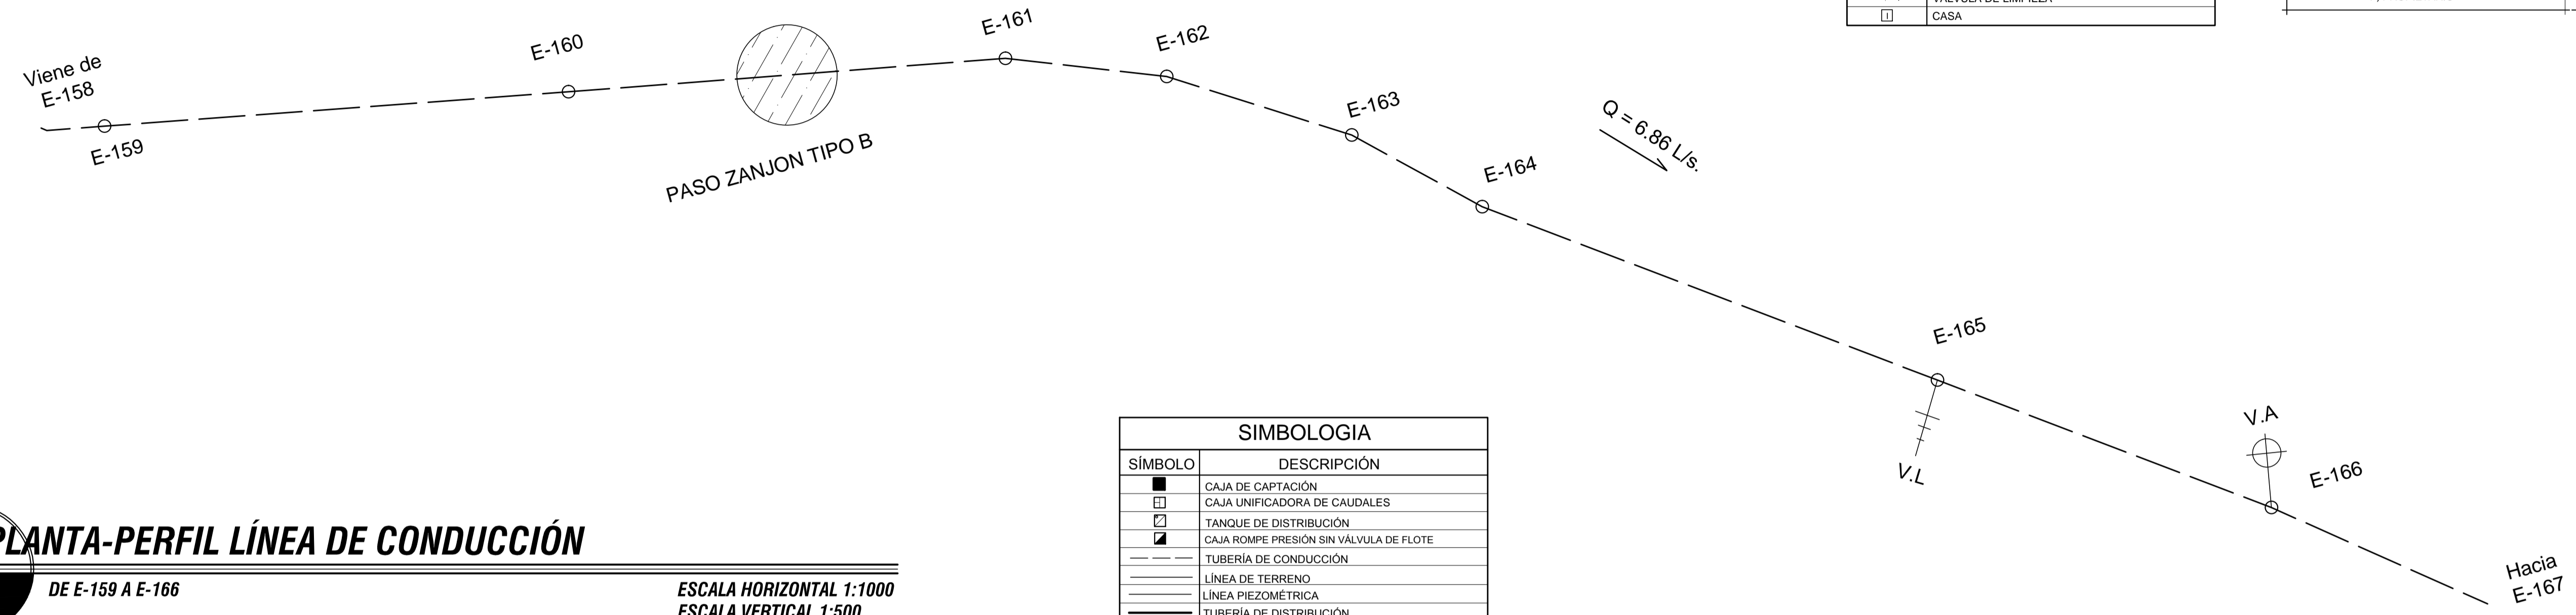 VÁLVULA DE LIMPIEZA
CASA
Viene de
E-158
E-159
E-160
PASO ZANJON TIPO B
E-161
E-162
E-163
E-164
Q = 6.86 L/s.
E-165
V.L
V.A
E-166
Hacia
E-167
SIMBOLOGIA
SÍMBOLO DESCRIPCIÓN
CAJA DE CAPTACIÓN
CAJA UNIFICADORA DE CAUDALES
TANQUE DE DISTRIBUCIÓN
CAJA ROMPE PRESIÓN SIN VÁLVULA DE FLOTE
TUBERÍA DE CONDUCCIÓN
LÍNEA DE TERRENO
LÍNEA PIEZOMÉTRICA
TUBERÍA DE DISTRIBUCIÓN
PLANTA-PERFIL LÍNEA DE CONDUCCIÓN
DE E-159 A E-166
ESCALA HORIZONTAL 1:1000
ESCALA VERTICAL 1:500